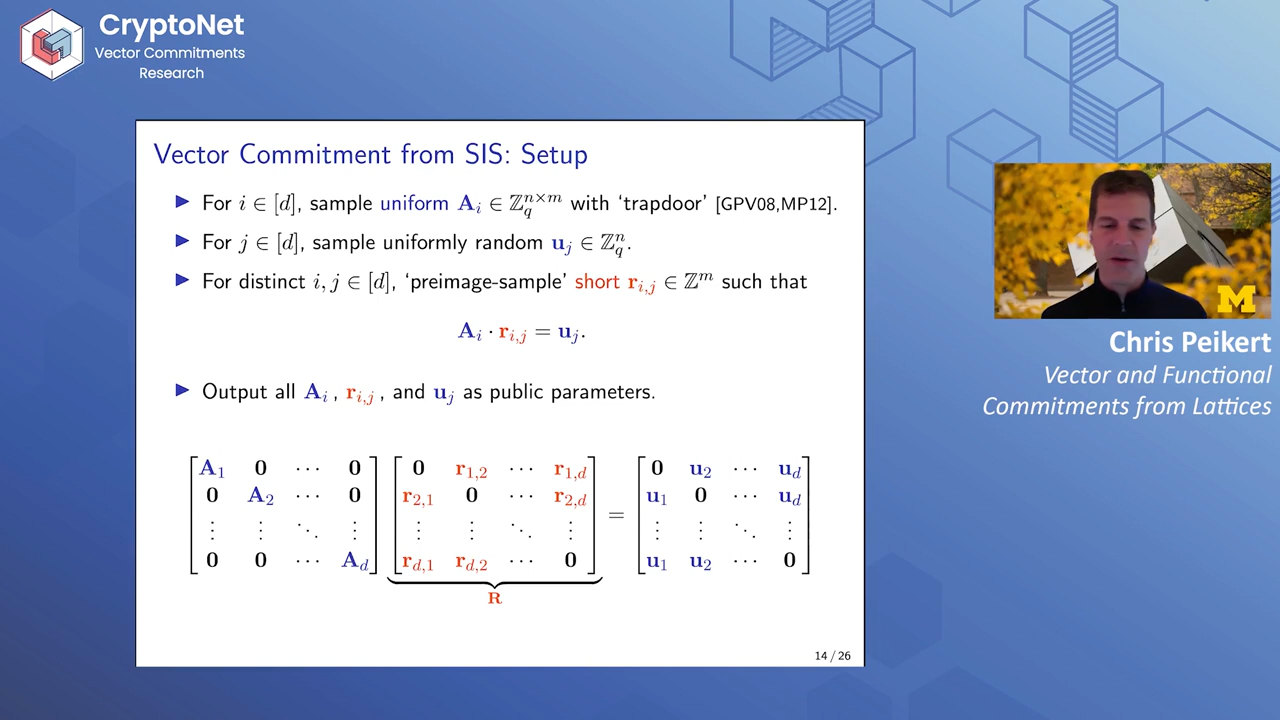 CryptoNet
Vector Commitments
Research
Vector Commitment from SIS: Setup
▶ For i ∈ [d], sample uniform A_i ∈ ℤ_q^{n×m} with ‘trapdoor’ [GPV08,MP12].
▶ For j ∈ [d], sample uniformly random u_j ∈ ℤ_q^n.
▶ For distinct i, j ∈ [d], ‘preimage-sample’ short r_{i,j} ∈ ℤ^m such that
A_i · r_{i,j} = u_j.
▶ Output all A_i, r_{i,j}, and u_j as public parameters.
[A_1 0 ⋯ 0] [0 r_{1,2} ⋯ r_{1,d}] [0 u_2 ⋯ u_d]
[0 A_2 ⋯ 0] [r_{2,1} 0 ⋯ r_{2,d}] [u_1 0 ⋯ u_d]
[⋮ ⋮ ⋱ ⋮] [⋮ ⋮ ⋱ ⋮] = [⋮ ⋮ ⋱ ⋮]
[0 0 ⋯ A_d] [r_{d,1} r_{d,2} ⋯ 0] [u_1 u_2 ⋯ 0]
R
14 / 26
M
Chris Peikert
Vector and Functional
Commitments from Lattices